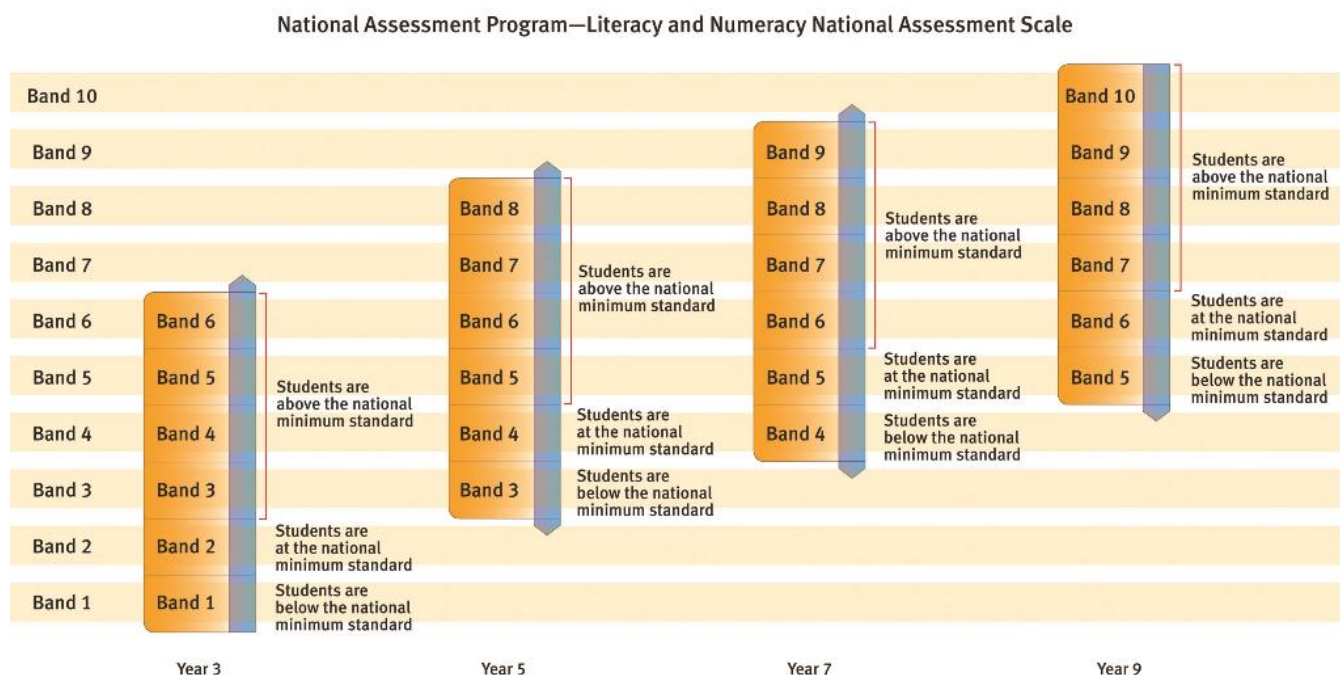 National Assessment Program—Literacy and Numeracy National Assessment Scale
Band 10
Band 9
Band 8
Band 7
Band 6
Band 5
Band 4
Band 3
Band 2
Band 1
Band 6
Band 5
Band 4
Band 3
Band 2
Band 1
Students are
above the national
minimum standard
Students are
at the national
minimum standard
Students are
below the national
minimum standard
Band 8
Band 7
Band 6
Band 5
Band 4
Band 3
Students are
above the national
minimum standard
Students are
at the national
minimum standard
Students are
below the national
minimum standard
Band 9
Band 8
Band 7
Band 6
Band 5
Band 4
Students are
above the national
minimum standard
Students are
at the national
minimum standard
Students are
below the national
minimum standard
Band 10
Band 9
Band 8
Band 7
Band 6
Band 5
Students are
above the national
minimum standard
Students are
at the national
minimum standard
Students are
below the national
minimum standard
Year 3
Year 5
Year 7
Year 9